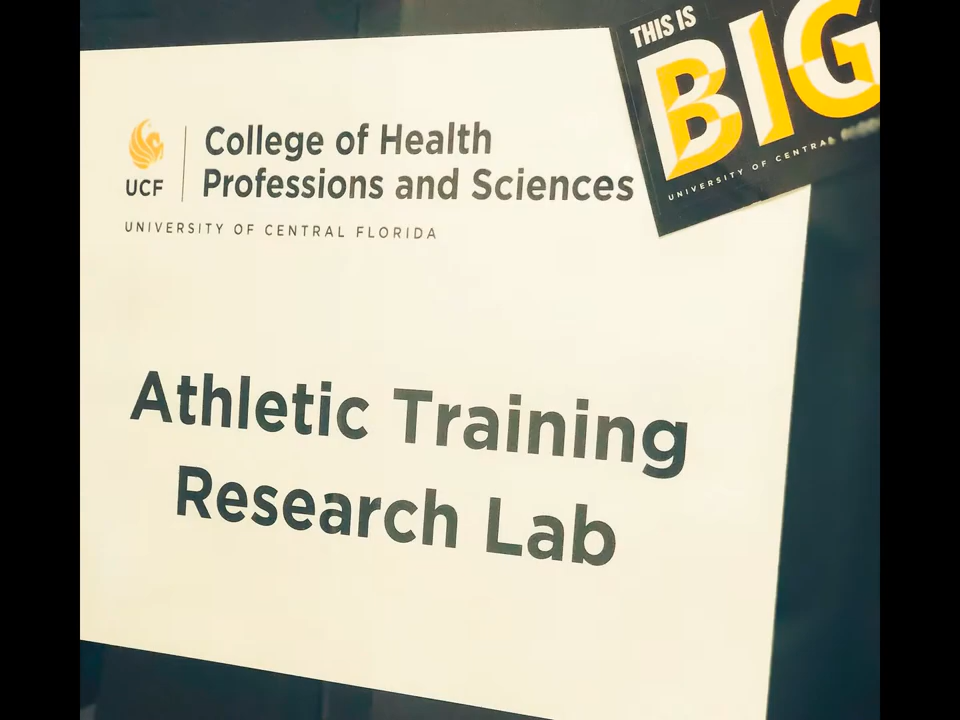 THIS IS
BIG
UNIVERSITY OF CENTRAL
College of Health
Professions and Sciences
UCF
UNIVERSITY OF CENTRAL FLORIDA
Athletic Training
Research Lab